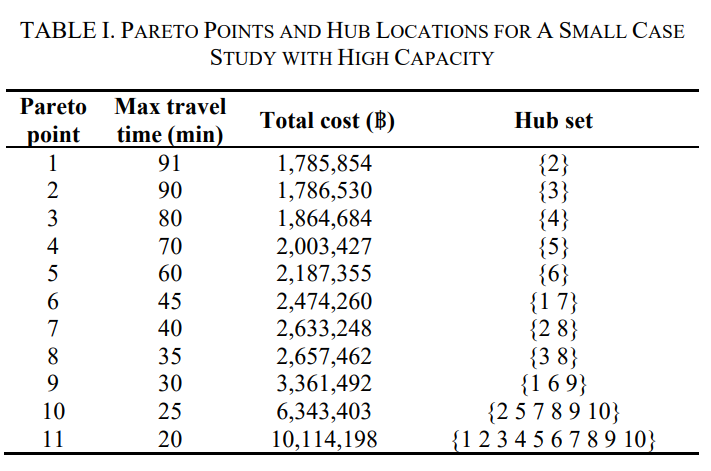 TABLE I. PARETO POINTS AND HUB LOCATIONS FOR A SMALL CASE
STUDY WITH HIGH CAPACITY
Pareto point Max travel time (min) Total cost (฿) Hub set
1 91 1,785,854 {2}
2 90 1,786,530 {3}
3 80 1,864,684 {4}
4 70 2,003,427 {5}
5 60 2,187,355 {6}
6 45 2,474,260 {1 7}
7 40 2,633,248 {2 8}
8 35 2,657,462 {3 8}
9 30 3,361,492 {1 6 9}
10 25 6,343,403 {2 5 7 8 9 10}
11 20 10,114,198 {1 2 3 4 5 6 7 8 9 10}